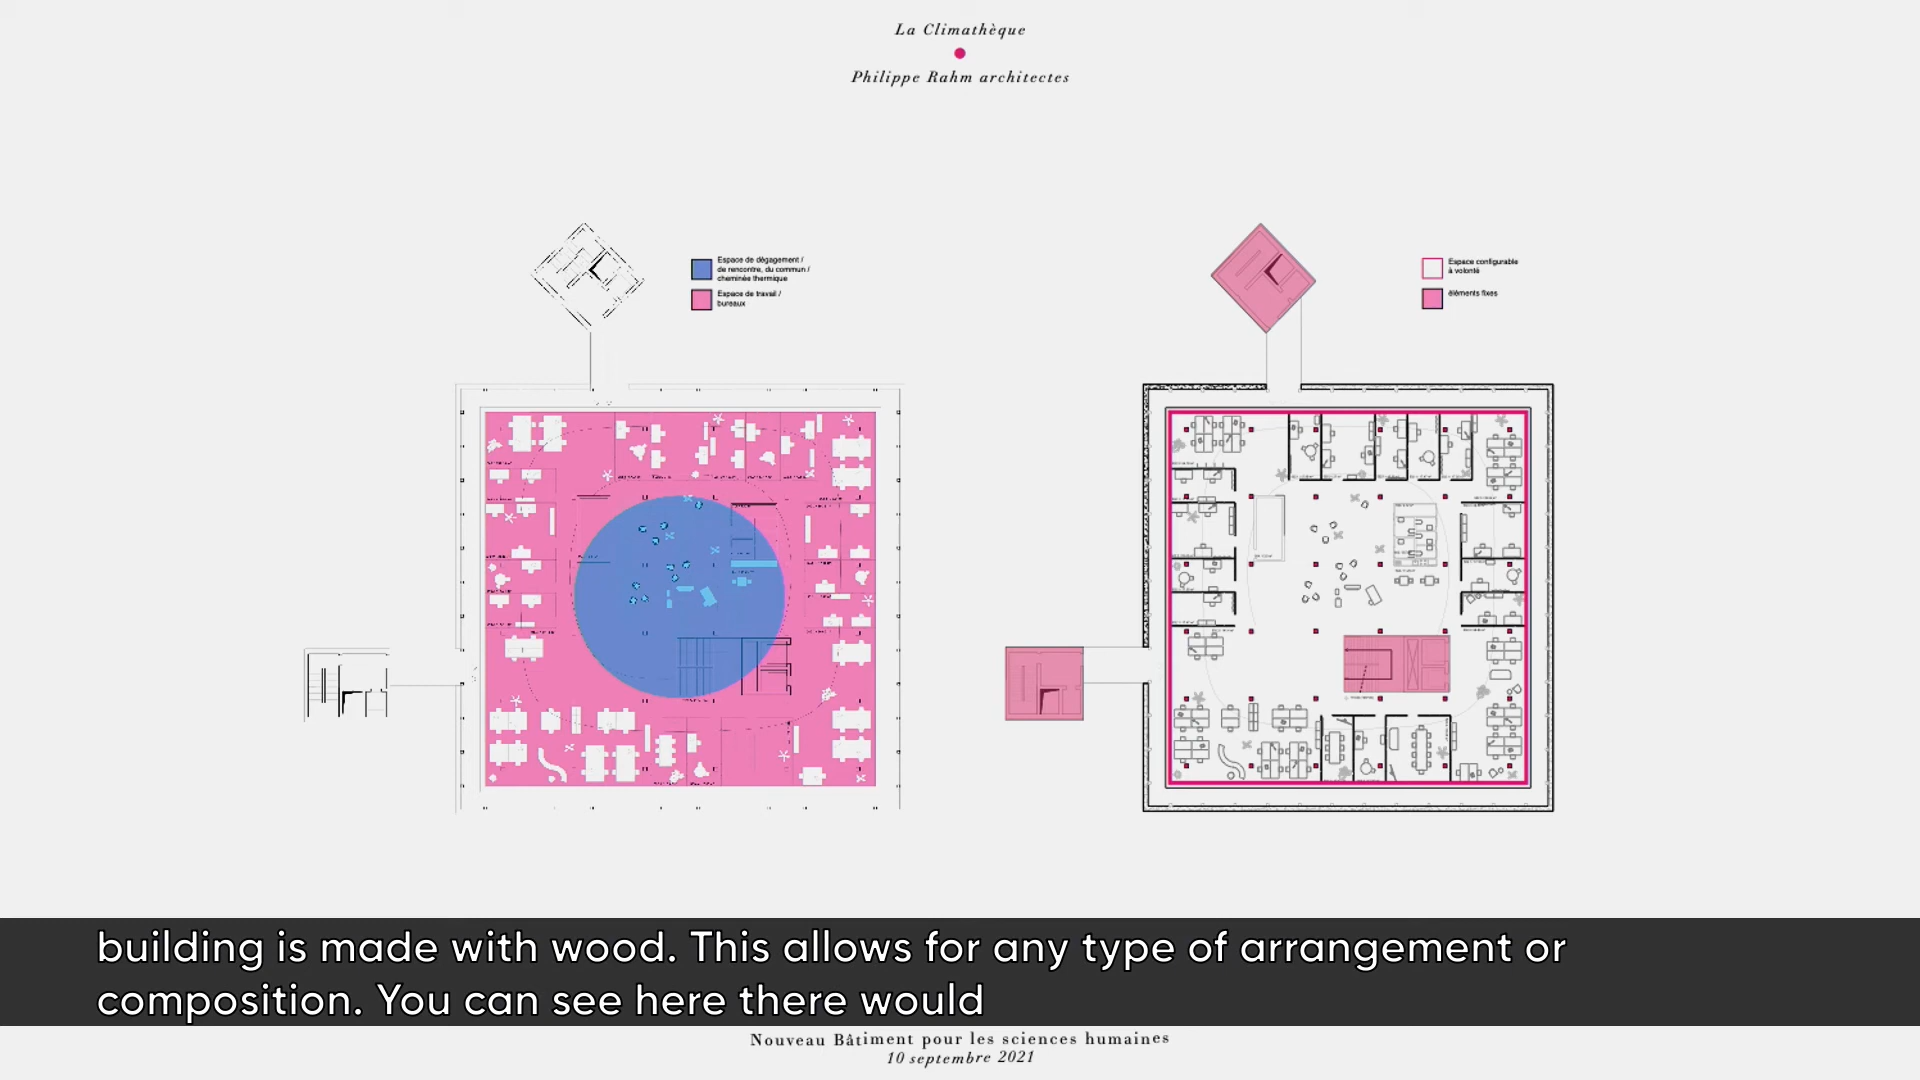 La Climathèque
Philippe Rahm architectes
Espace de dégagement /
de rencontre, du commun /
cheminée thermique
Espace de travail /
bureaux
Espace configurable
à volonté
éléments fixes
building is made with wood. This allows for any type of arrangement or
composition. You can see here there would
Nouveau Bâtiment pour les sciences humaines
10 septembre 2021